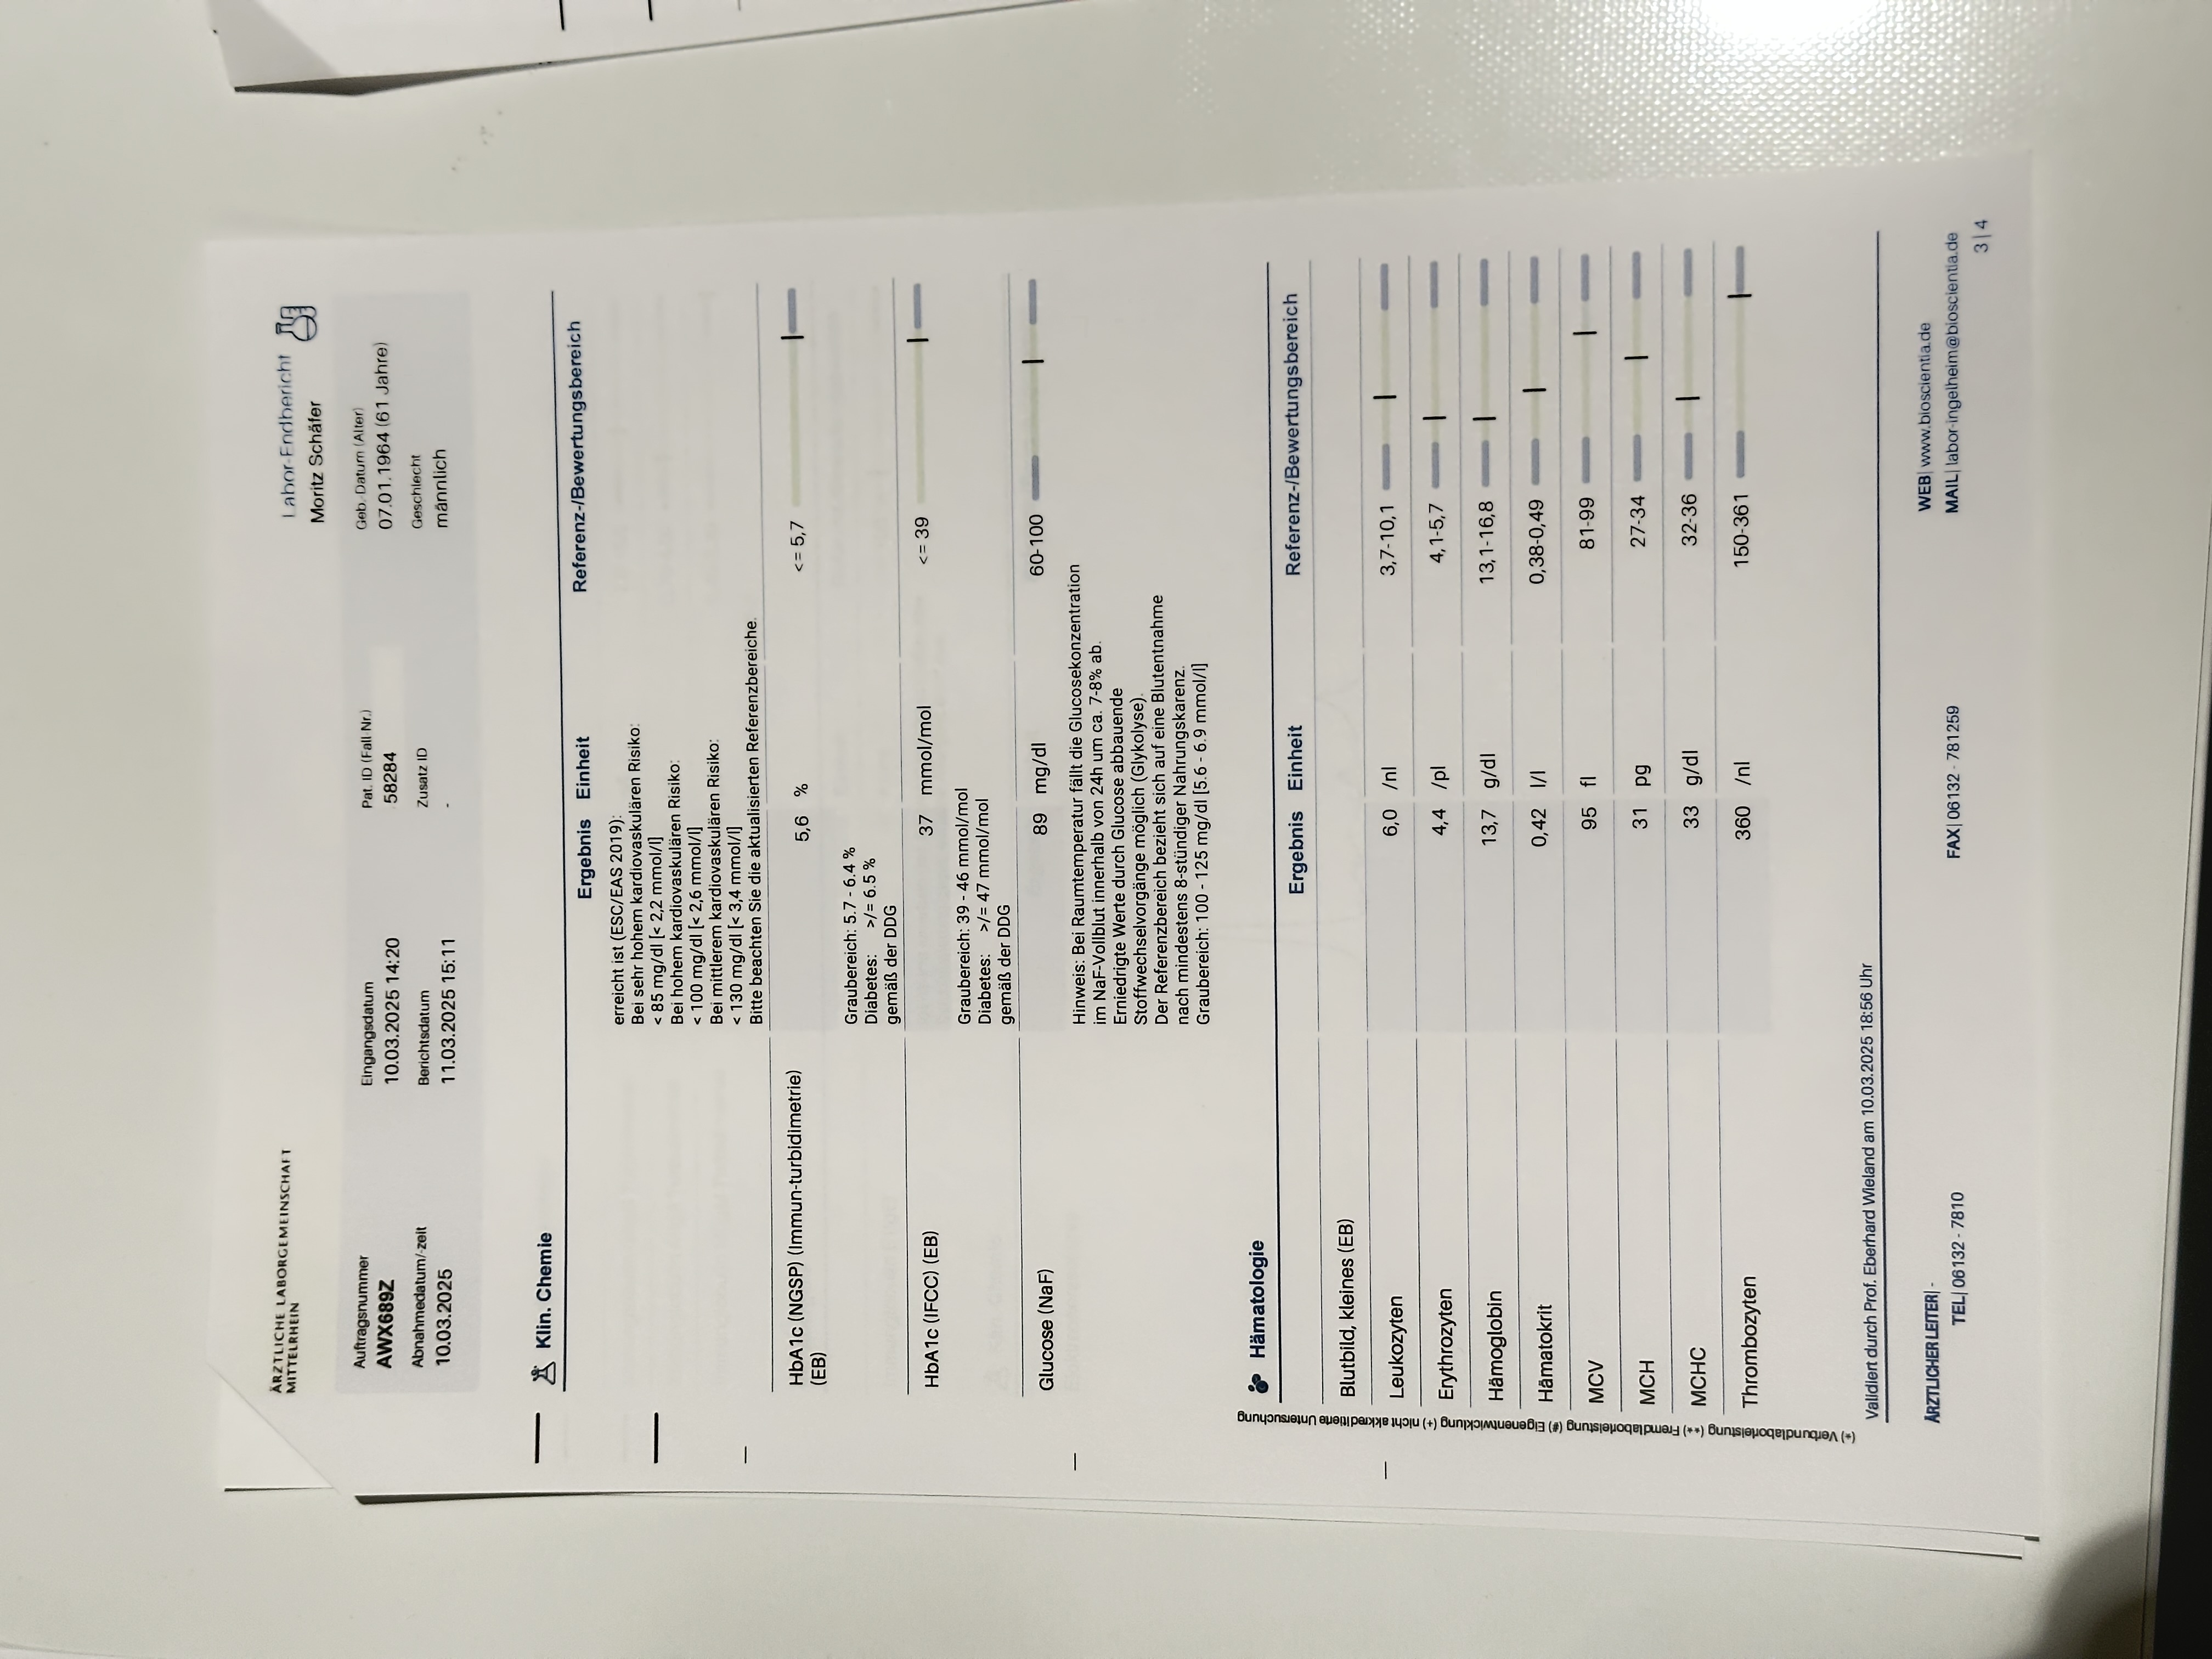 ÄRZTLICHE LABORGEMEINSCHAFT
MITTELRHEIN
Labor-Endbericht
Moritz Schäfer
Auftragsnummer Eingangsdatum Pat. ID (Fall Nr.) Geb. Datum (Alter)
AWX689Z 10.03.2025 14:20 58284 07.01.1964 (61 Jahre)
Abnahmedatum/-zeit Berichtsdatum Zusatz ID Geschlecht
10.03.2025 11.03.2025 15:11 - männlich
Klin. Chemie
Ergebnis Einheit Referenz-/Bewertungsbereich
erreicht ist (ESC/EAS 2019):
Bei sehr hohem kardiovaskulären Risiko:
< 85 mg/dl [< 2,2 mmol/l]
Bei hohem kardiovaskulären Risiko:
< 100 mg/dl [< 2,6 mmol/l]
Bei mittlerem kardiovaskulären Risiko:
< 130 mg/dl [< 3,4 mmol/l]
Bitte beachten Sie die aktualisierten Referenzbereiche.
HbA1c (NGSP) (Immun-turbidimetrie) 5,6 % <= 5,7
(EB)
Graubereich: 5.7 - 6.4 %
Diabetes: >/= 6.5 %
gemäß der DDG
HbA1c (IFCC) (EB) 37 mmol/mol <= 39
Graubereich: 39 - 46 mmol/mol
Diabetes: >/= 47 mmol/mol
gemäß der DDG
Glucose (NaF) 89 mg/dl 60-100
Hinweis: Bei Raumtemperatur fällt die Glucosekonzentration
im NaF-Vollblut innerhalb von 24h um ca. 7-8% ab.
Erniedrigte Werte durch Glucose abbauende
Stoffwechselvorgänge möglich (Glykolyse).
Der Referenzbereich bezieht sich auf eine Blutentnahme
nach mindestens 8-stündiger Nahrungskarenz.
Graubereich: 100 - 125 mg/dl [5.6 - 6.9 mmol/l]
Hämatologie
Ergebnis Einheit Referenz-/Bewertungsbereich
Blutbild, kleines (EB)
Leukozyten 6,0 /nl 3,7-10,1
Erythrozyten 4,4 /pl 4,1-5,7
Hämoglobin 13,7 g/dl 13,1-16,8
Hämatokrit 0,42 l/l 0,38-0,49
MCV 95 fl 81-99
MCH 31 pg 27-34
MCHC 33 g/dl 32-36
Thrombozyten 360 /nl 150-361
(*) Verbundlaborleistung (**) Fremdlaborleistung (#) Eigenentwicklung (+) nicht akkreditierte Untersuchung
Validiert durch Prof. Eberhard Wieland am 10.03.2025 18:56 Uhr
ÄRZTLICHER LEITER| - WEB| www.bioscientia.de
TEL| 06132 - 7810 FAX| 06132 - 781259 MAIL| labor-ingelheim@bioscientia.de
3|4